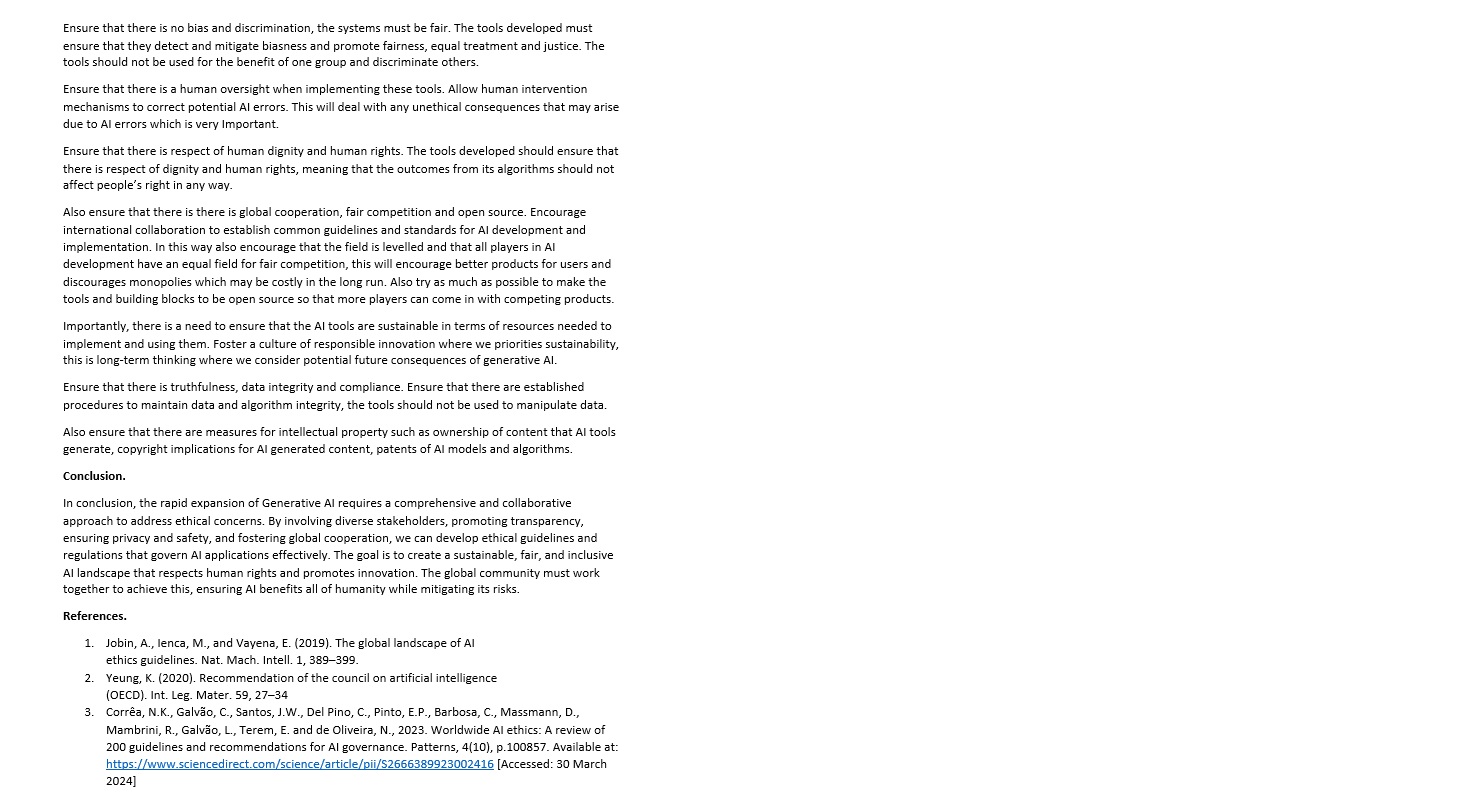 Ensure that there is no bias and discrimination, the systems must be fair. The tools developed must
ensure that they detect and mitigate biasness and promote fairness, equal treatment and justice. The
tools should not be used for the benefit of one group and discriminate others.
Ensure that there is a human oversight when implementing these tools. Allow human intervention
mechanisms to correct potential AI errors. This will deal with any unethical consequences that may arise
due to AI errors which is very Important.
Ensure that there is respect of human dignity and human rights. The tools developed should ensure that
there is respect of dignity and human rights, meaning that the outcomes from its algorithms should not
affect people’s right in any way.
Also ensure that there is there is global cooperation, fair competition and open source. Encourage
international collaboration to establish common guidelines and standards for AI development and
implementation. In this way also encourage that the field is levelled and that all players in AI
development have an equal field for fair competition, this will encourage better products for users and
discourages monopolies which may be costly in the long run. Also try as much as possible to make the
tools and building blocks to be open source so that more players can come in with competing products.
Importantly, there is a need to ensure that the AI tools are sustainable in terms of resources needed to
implement and using them. Foster a culture of responsible innovation where we priorities sustainability,
this is long-term thinking where we consider potential future consequences of generative AI.
Ensure that there is truthfulness, data integrity and compliance. Ensure that there are established
procedures to maintain data and algorithm integrity, the tools should not be used to manipulate data.
Also ensure that there are measures for intellectual property such as ownership of content that AI tools
generate, copyright implications for AI generated content, patents of AI models and algorithms.
Conclusion.
In conclusion, the rapid expansion of Generative AI requires a comprehensive and collaborative
approach to address ethical concerns. By involving diverse stakeholders, promoting transparency,
ensuring privacy and safety, and fostering global cooperation, we can develop ethical guidelines and
regulations that govern AI applications effectively. The goal is to create a sustainable, fair, and inclusive
AI landscape that respects human rights and promotes innovation. The global community must work
together to achieve this, ensuring AI benefits all of humanity while mitigating its risks.
References.
1. Jobin, A., Ienca, M., and Vayena, E. (2019). The global landscape of AI
ethics guidelines. Nat. Mach. Intell. 1, 389–399.
2. Yeung, K. (2020). Recommendation of the council on artificial intelligence
(OECD). Int. Leg. Mater. 59, 27–34
3. Corrêa, N.K., Galvão, C., Santos, J.W., Del Pino, C., Pinto, E.P., Barbosa, C., Massmann, D.,
Mambrini, R., Galvão, L., Terem, E. and de Oliveira, N., 2023. Worldwide AI ethics: A review of
200 guidelines and recommendations for AI governance. Patterns, 4(10), p.100857. Available at:
https://www.sciencedirect.com/science/article/pii/S2666389923002416 [Accessed: 30 March
2024]